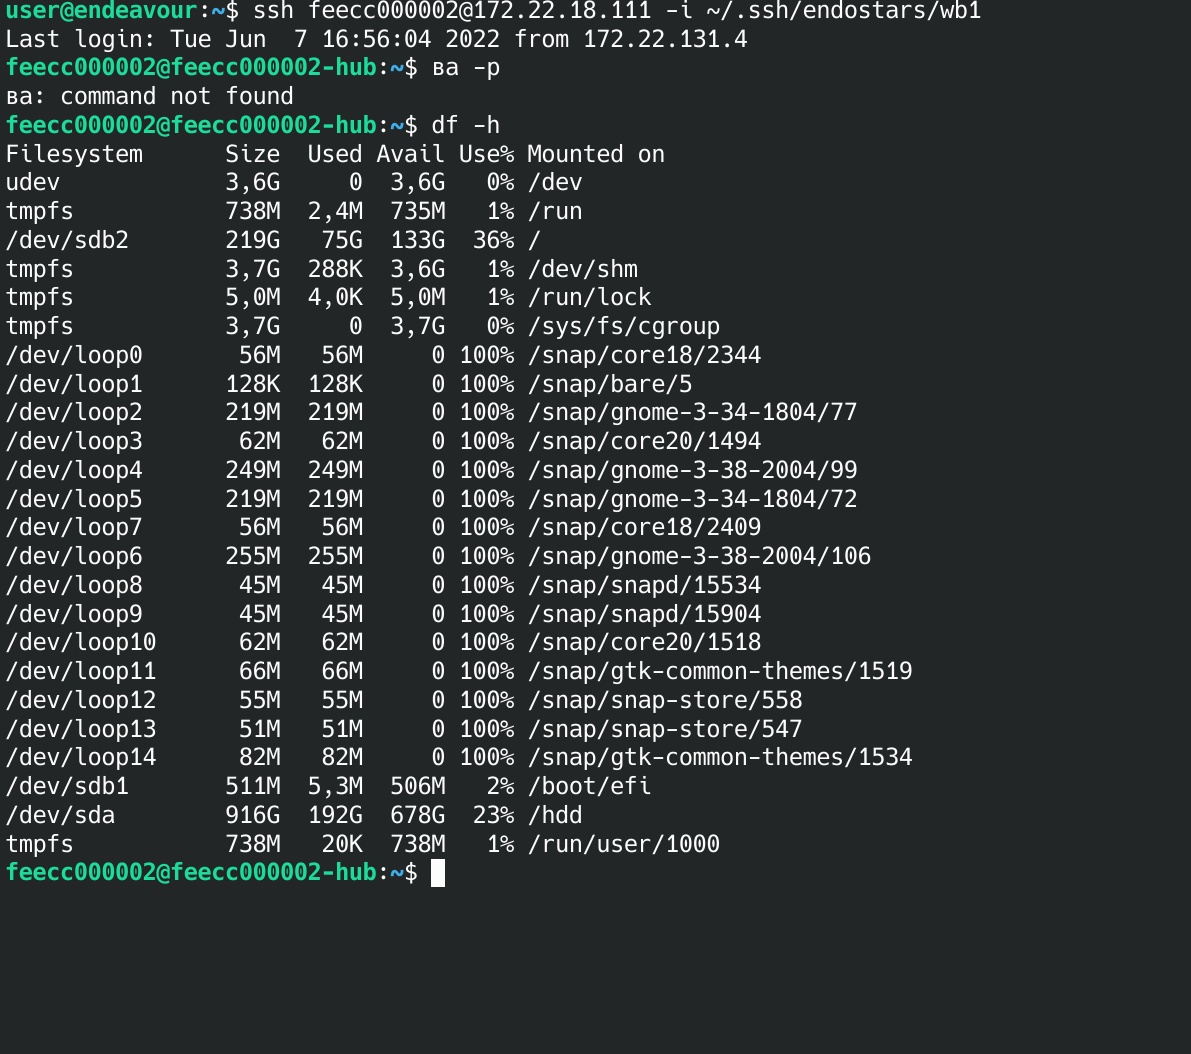 user@endeavour:~$ ssh feecc000002@172.22.18.111 -i ~/.ssh/endostars/wb1
Last login: Tue Jun  7 16:56:04 2022 from 172.22.131.4
feecc000002@feecc000002-hub:~$ ва -р
ва: command not found
feecc000002@feecc000002-hub:~$ df -h
Filesystem      Size  Used Avail Use% Mounted on
udev            3,6G     0  3,6G   0% /dev
tmpfs           738M  2,4M  735M   1% /run
/dev/sdb2       219G   75G  133G  36% /
tmpfs           3,7G  288K  3,6G   1% /dev/shm
tmpfs           5,0M  4,0K  5,0M   1% /run/lock
tmpfs           3,7G     0  3,7G   0% /sys/fs/cgroup
/dev/loop0       56M   56M     0 100% /snap/core18/2344
/dev/loop1      128K  128K     0 100% /snap/bare/5
/dev/loop2      219M  219M     0 100% /snap/gnome-3-34-1804/77
/dev/loop3       62M   62M     0 100% /snap/core20/1494
/dev/loop4      249M  249M     0 100% /snap/gnome-3-38-2004/99
/dev/loop5      219M  219M     0 100% /snap/gnome-3-34-1804/72
/dev/loop7       56M   56M     0 100% /snap/core18/2409
/dev/loop6      255M  255M     0 100% /snap/gnome-3-38-2004/106
/dev/loop8       45M   45M     0 100% /snap/snapd/15534
/dev/loop9       45M   45M     0 100% /snap/snapd/15904
/dev/loop10      62M   62M     0 100% /snap/core20/1518
/dev/loop11      66M   66M     0 100% /snap/gtk-common-themes/1519
/dev/loop12      55M   55M     0 100% /snap/snap-store/558
/dev/loop13      51M   51M     0 100% /snap/snap-store/547
/dev/loop14      82M   82M     0 100% /snap/gtk-common-themes/1534
/dev/sdb1       511M  5,3M  506M   2% /boot/efi
/dev/sda        916G  192G  678G  23% /hdd
tmpfs           738M   20K  738M   1% /run/user/1000
feecc000002@feecc000002-hub:~$